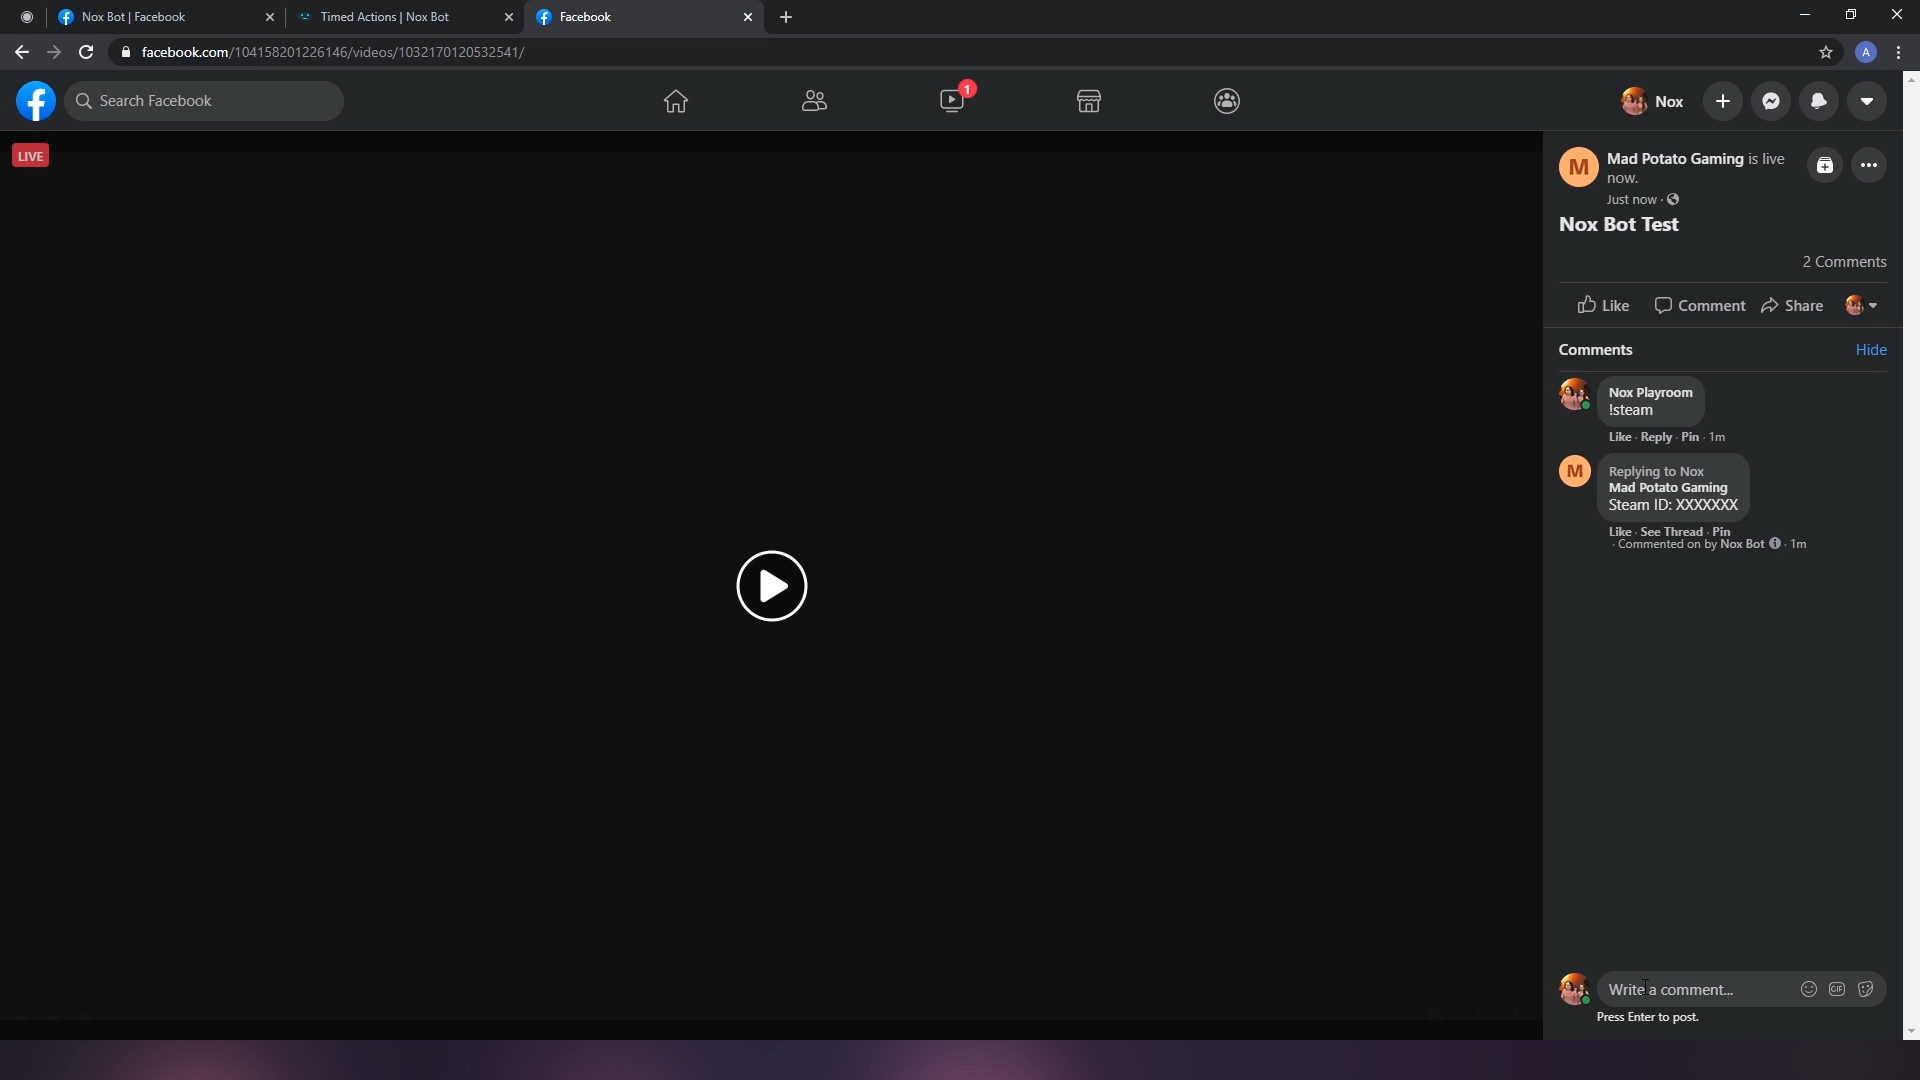 Nox Bot | Facebook
Timed Actions | Nox Bot
Facebook
facebook.com/104158201226146/videos/1032170120532541/
A
Search Facebook
1
Nox
LIVE
M
Mad Potato Gaming is live
now.
Just now ·
Nox Bot Test
2 Comments
Like
Comment
Share
Comments
Hide
Nox Playroom
!steam
Like · Reply · Pin · 1m
M
Replying to Nox
Mad Potato Gaming
Steam ID: XXXXXXX
Like · See Thread · Pin
· Commented on by Nox Bot · 1m
Write a comment...
GIF
Press Enter to post.